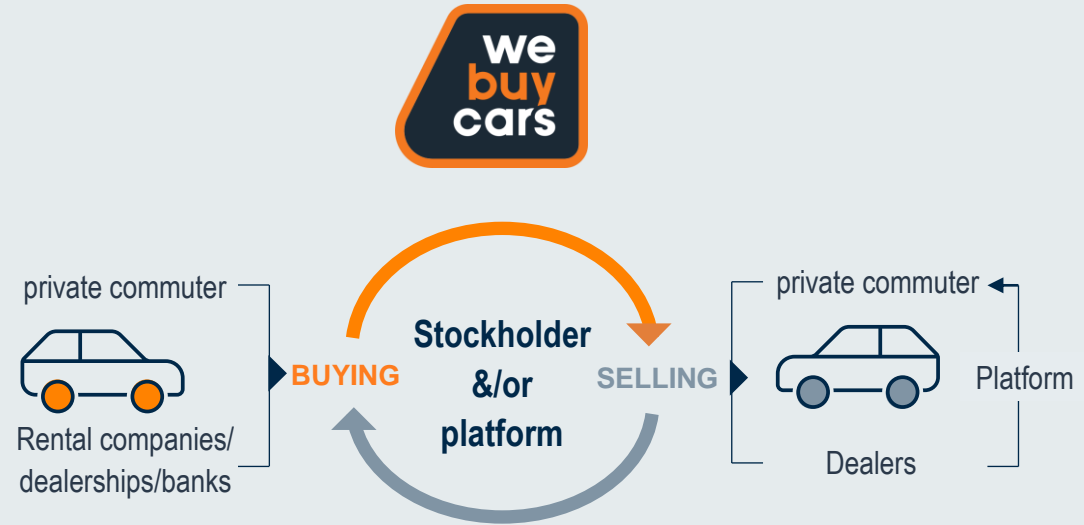 we
buy
cars
private commuter
Rental companies/
dealerships/banks
BUYING
Stockholder
&/or
platform
SELLING
private commuter
Platform
Dealers